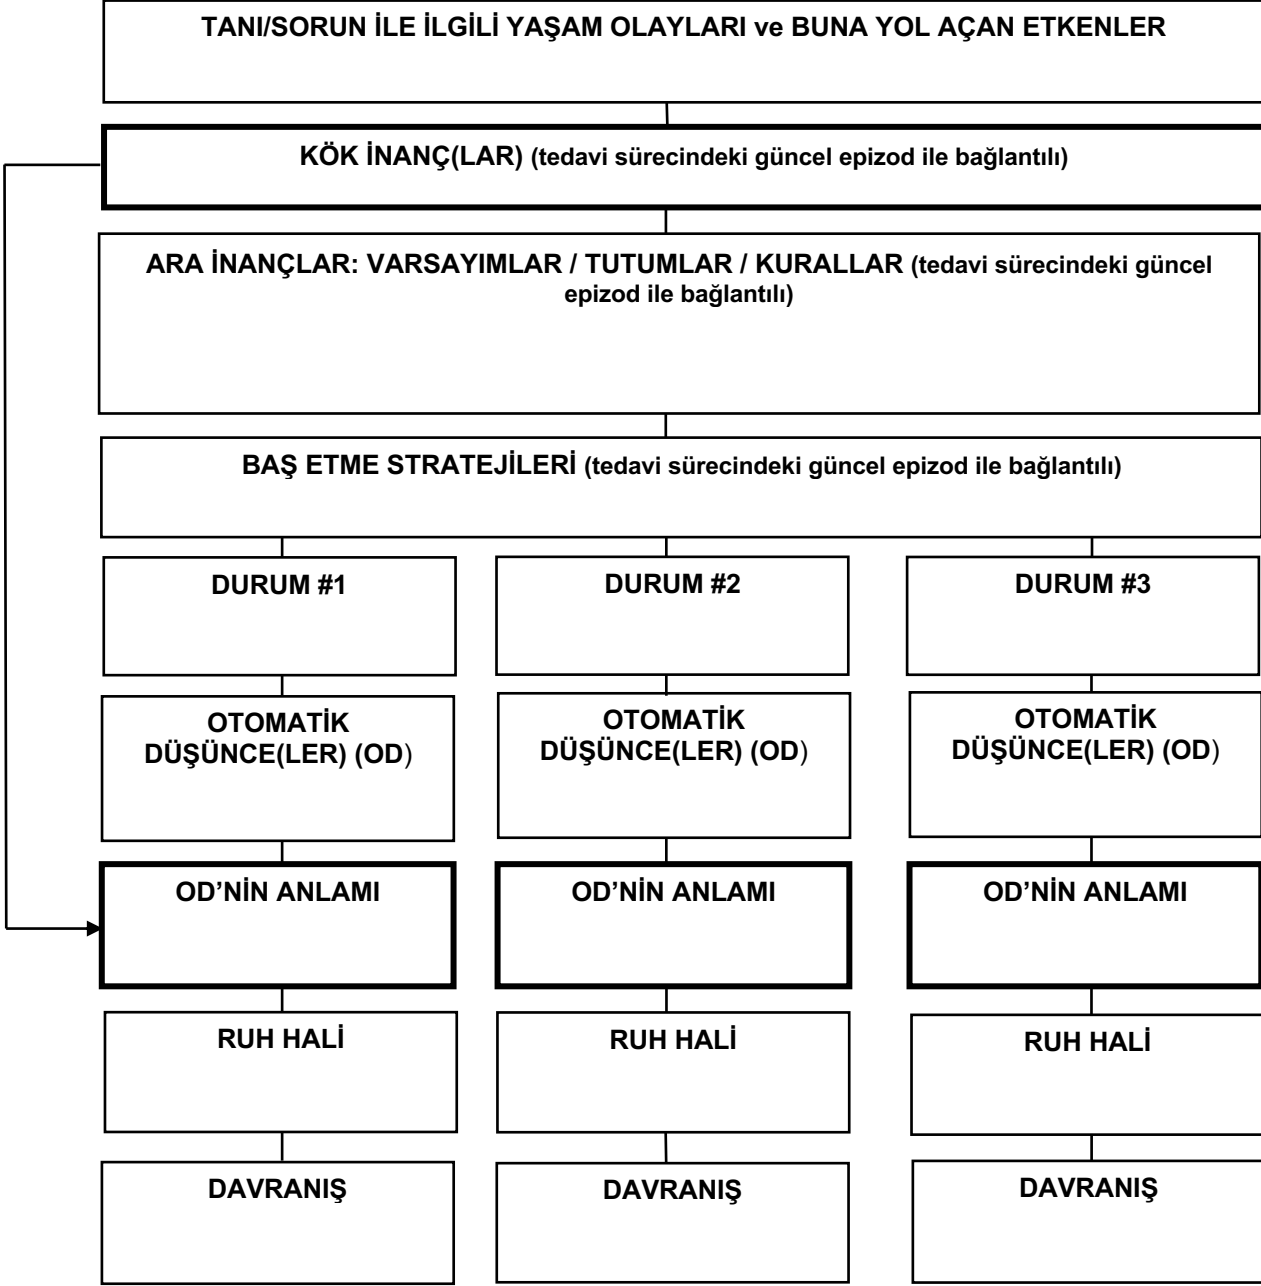 TANI/SORUN İLE İLGİLİ YAŞAM OLAYLARI ve BUNA YOL AÇAN ETKENLER
KÖK İNANÇ(LAR) (tedavi sürecindeki güncel epizod ile bağlantılı)
ARA İNANÇLAR: VARSAYIMLAR / TUTUMLAR / KURALLAR (tedavi sürecindeki güncel
epizod ile bağlantılı)
BAŞ ETME STRATEJİLERİ (tedavi sürecindeki güncel epizod ile bağlantılı)
DURUM #1
DURUM #2
DURUM #3
OTOMATİK
DÜŞÜNCE(LER) (OD)
OTOMATİK
DÜŞÜNCE(LER) (OD)
OTOMATİK
DÜŞÜNCE(LER) (OD)
OD’NİN ANLAMI
OD’NİN ANLAMI
OD’NİN ANLAMI
RUH HALİ
RUH HALİ
RUH HALİ
DAVRANIŞ
DAVRANIŞ
DAVRANIŞ